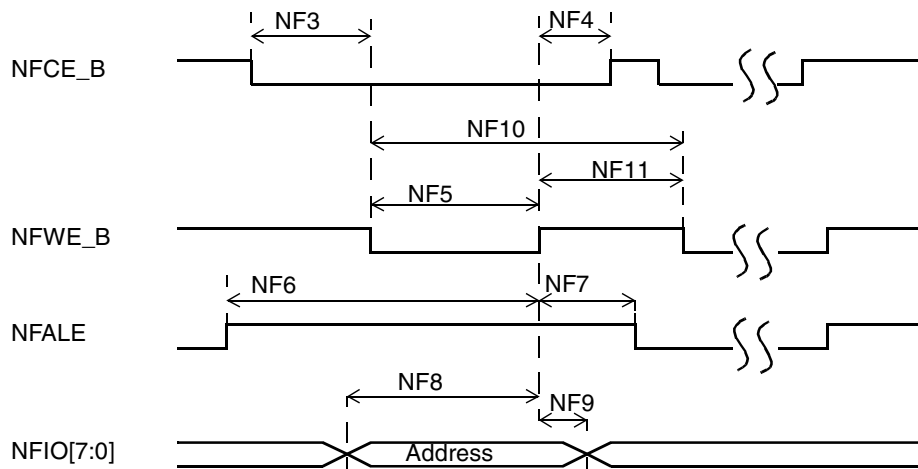 NF3
NF4
NFCE_B
NF10
NF11
NF5
NFWE_B
NF6
NF7
NFALE
NF8
NF9
NFIO[7:0]
Address